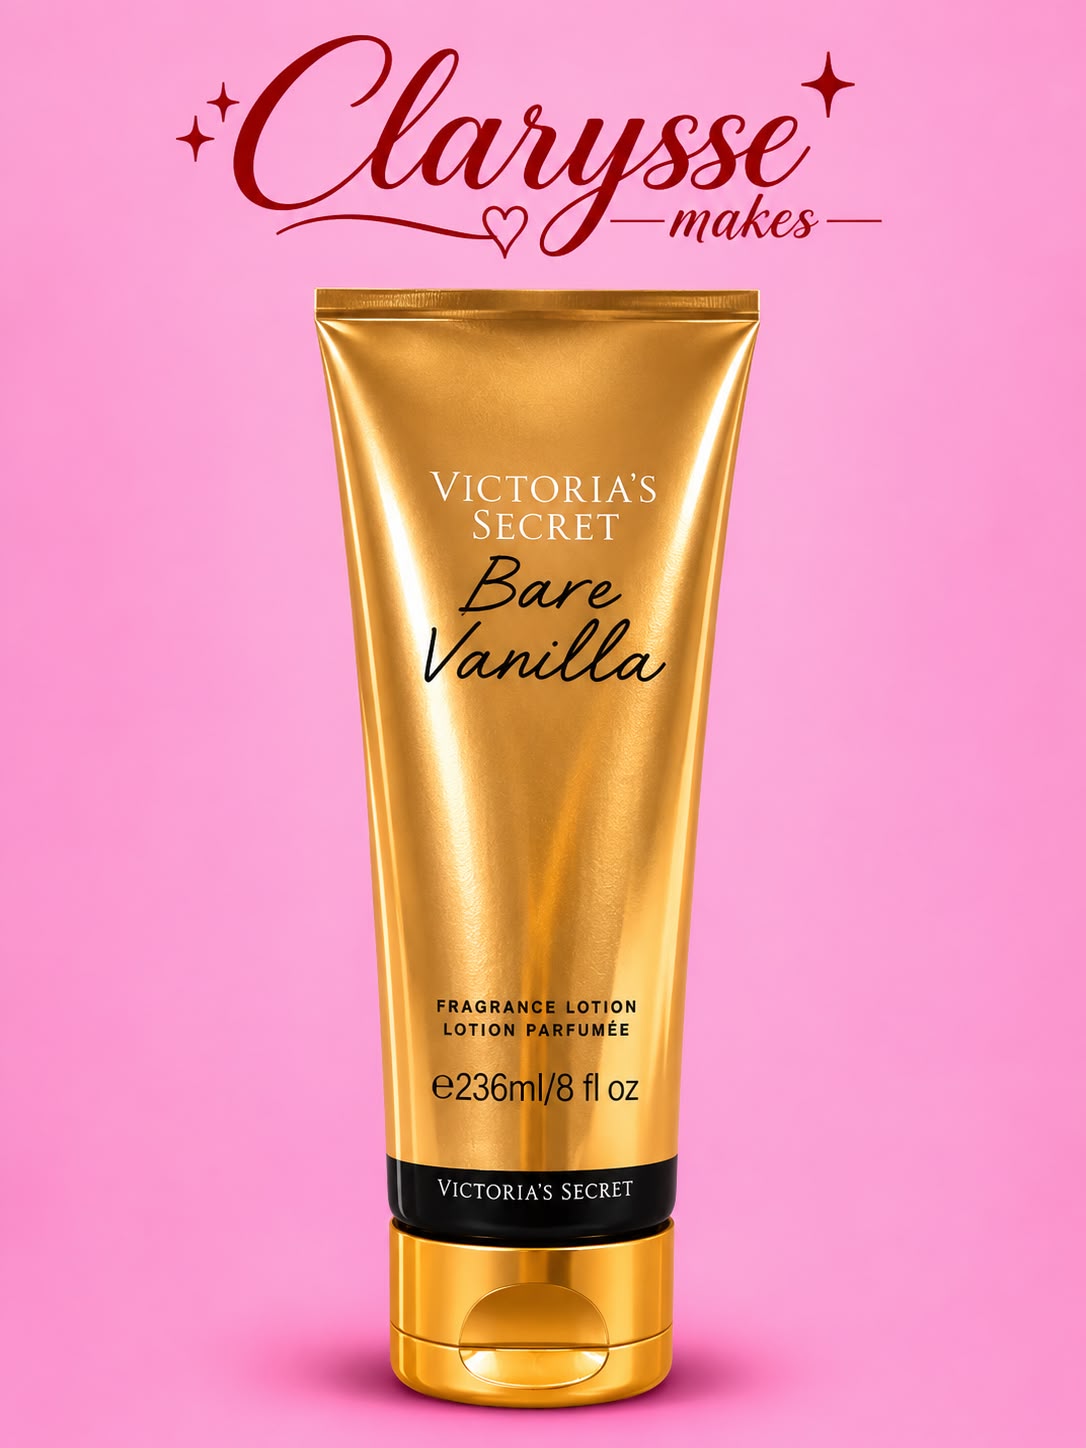 Clarysse
makes
VICTORIA'S
SECRET
Bare
Vanilla
FRAGRANCE LOTION
LOTION PARFUMÉE
℮236ml/8 fl oz
VICTORIA'S SECRET